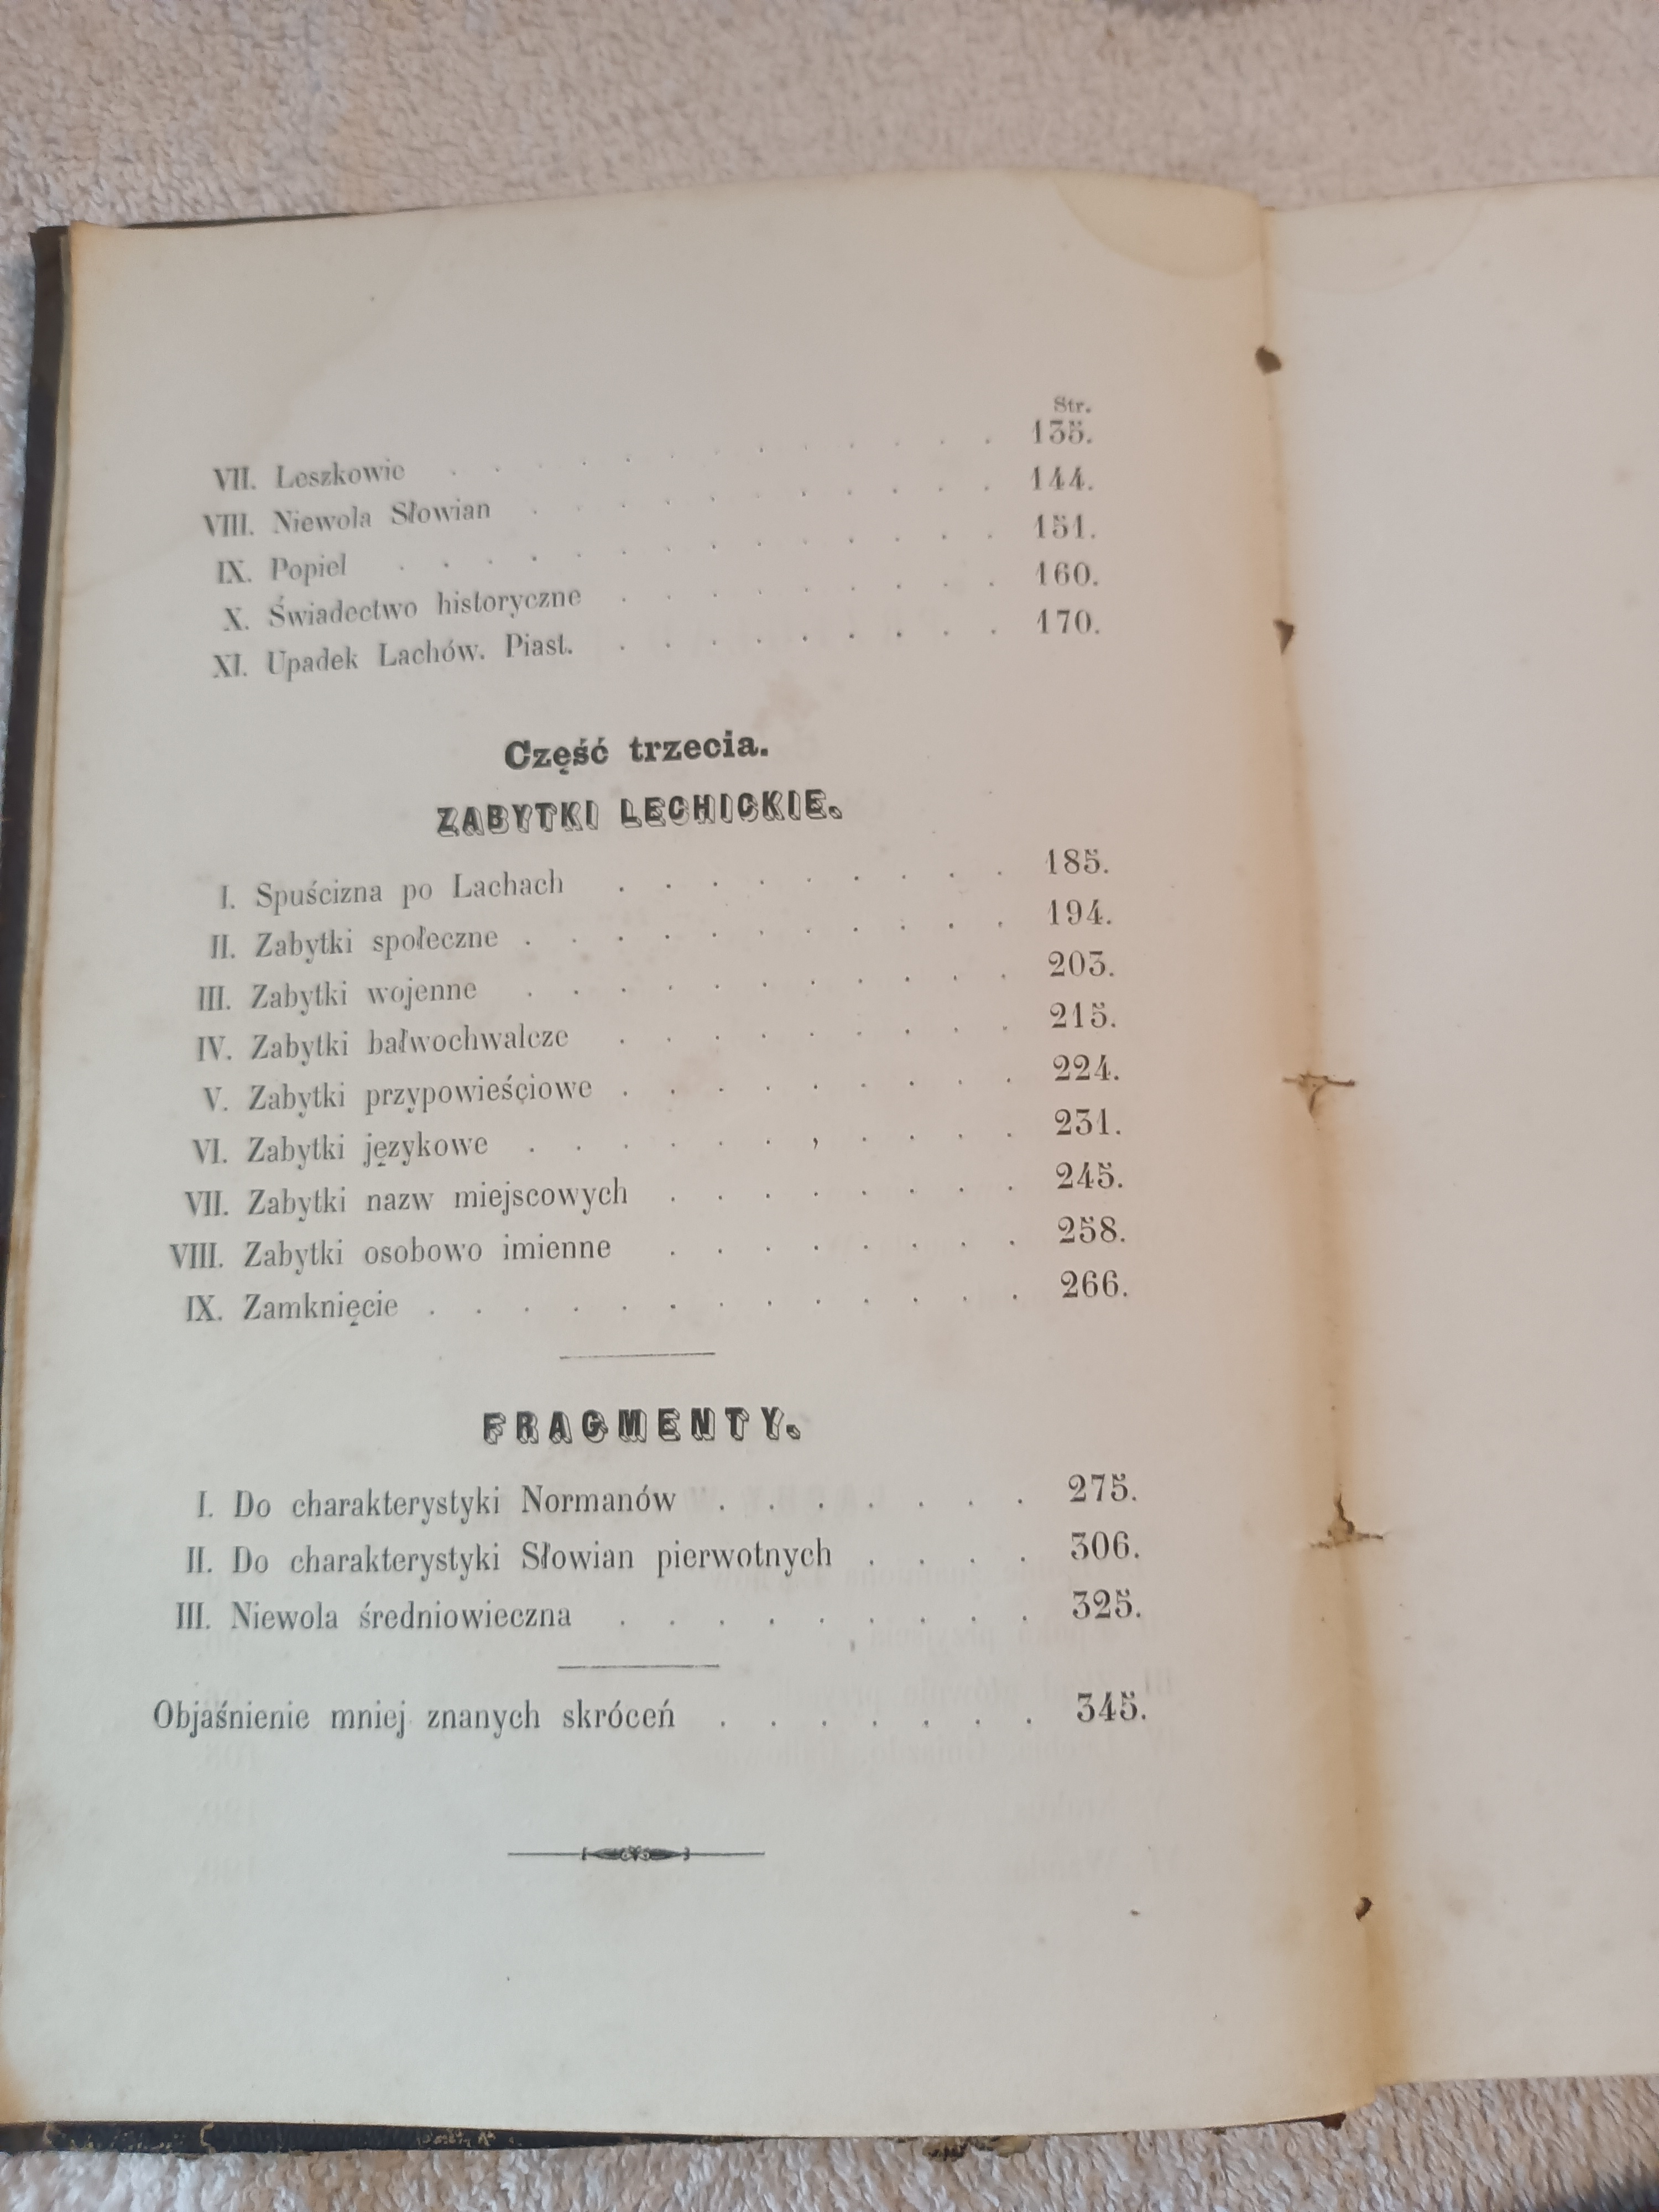 Str.
VII. Leszkowie . . . . . . . . . . . 135.
VIII. Niewola Słowian . . . . . . . . . . . 144.
IX. Popiel . . . . . . . . . . . . . . 151.
X. Świadectwo historyczne . . . . . . . . . 160.
XI. Upadek Lachów. Piast. . . . . . . . . . 170.
Część trzecia.
ZABYTKI LECHICKIE.
I. Spuścizna po Lachach . . . . . . . . . 185.
II. Zabytki społeczne . . . . . . . . . . . 194.
III. Zabytki wojenne . . . . . . . . . . . 203.
IV. Zabytki bałwochwalcze . . . . . . . . . 215.
V. Zabytki przypowieściowe . . . . . . . . . 224.
VI. Zabytki językowe . . . . . . , . . . . 231.
VII. Zabytki nazw miejscowych . . . . . . . . 245.
VIII. Zabytki osobowo imienne . . . . . . . . 258.
IX. Zamknięcie . . . . . . . . . . . . . 266.
FRAGMENTY.
I. Do charakterystyki Normanów . . . . . . . 275.
II. Do charakterystyki Słowian pierwotnych . . . . 306.
III. Niewola średniowieczna . . . . . . . . . 325.
Objaśnienie mniej znanych skróceń . . . . . . . 345.